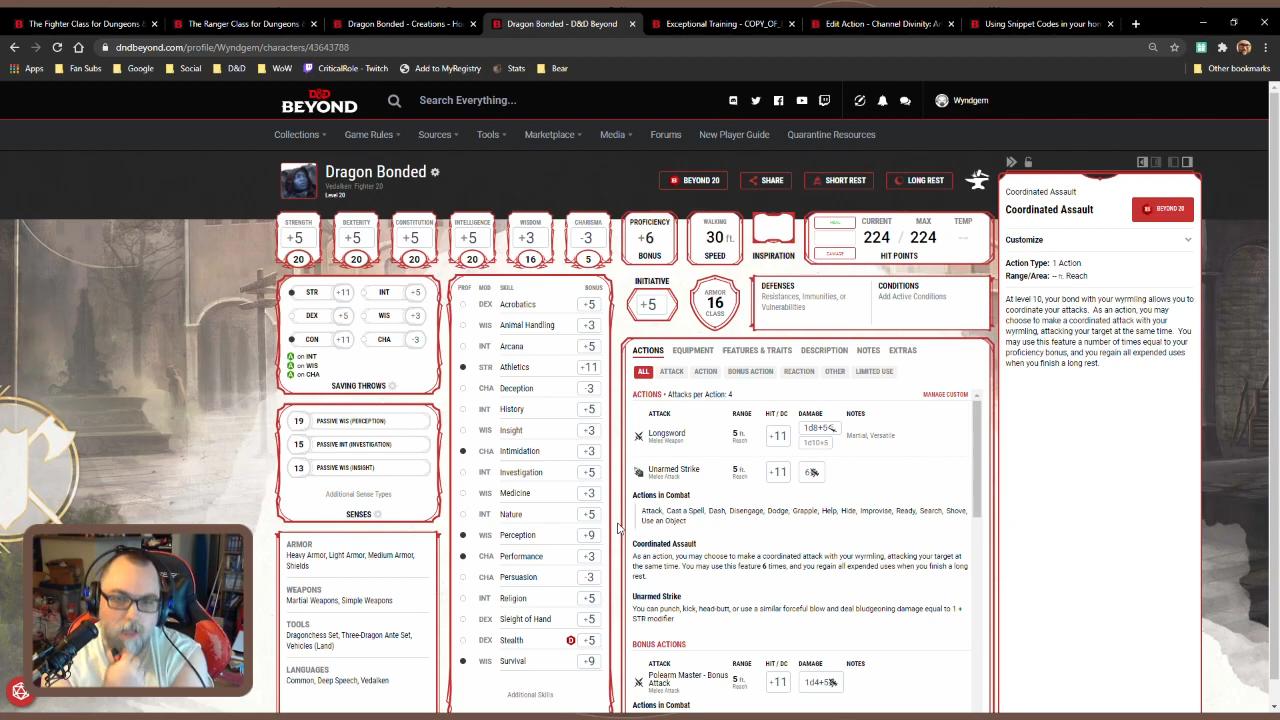 The Fighter Class for Dungeons &
The Ranger Class for Dungeons &
Dragon Bonded - Creations - Ho
Dragon Bonded - D&D Beyond
Exceptional Training - COPY_OF_
Edit Action - Channel Divinity: A
Using Snippet Codes in your hon
dndbeyond.com/profile/Wyndgem/characters/43643788
Apps
Fan Subs
Google
Social
D&D
WoW
CriticalRole - Twitch
Add to MyRegistry
Stats
Bear
Other bookmarks
D&D
BEYOND
Search Everything...
Wyndgem
Collections
Game Rules
Sources
Tools
Marketplace
Media
Forums
New Player Guide
Quarantine Resources
Dragon Bonded
Vedalken Fighter 20
Level 20
BEYOND 20
SHARE
SHORT REST
LONG REST
STRENGTH
+5
20
DEXTERITY
+5
20
CONSTITUTION
+5
20
INTELLIGENCE
+5
20
WISDOM
+3
16
CHARISMA
-3
5
PROFICIENCY
+6
BONUS
WALKING
30 ft.
SPEED
INSPIRATION
HEAL
DAMAGE
CURRENT MAX TEMP
224 / 224 --
HIT POINTS
STR +11
INT +5
DEX +5
WIS +3
CON +11
CHA -3
A on INT
A on WIS
A on CHA
SAVING THROWS
19 PASSIVE WIS (PERCEPTION)
15 PASSIVE INT (INVESTIGATION)
13 PASSIVE WIS (INSIGHT)
Additional Sense Types
SENSES
ARMOR
Heavy Armor, Light Armor, Medium Armor,
Shields
WEAPONS
Martial Weapons, Simple Weapons
TOOLS
Dragonchess Set, Three-Dragon Ante Set,
Vehicles (Land)
LANGUAGES
Common, Deep Speech, Vedalken
PROF MOD SKILL BONUS
DEX Acrobatics +5
WIS Animal Handling +3
INT Arcana +5
STR Athletics +11
CHA Deception -3
INT History +5
WIS Insight +3
CHA Intimidation +3
INT Investigation +5
WIS Medicine +3
INT Nature +5
WIS Perception +9
CHA Performance +3
CHA Persuasion -3
INT Religion +5
DEX Sleight of Hand +5
DEX Stealth D +5
WIS Survival +9
Additional Skills
INITIATIVE
+5
ARMOR
16
CLASS
DEFENSES
Resistances, Immunities, or
Vulnerabilities
CONDITIONS
Add Active Conditions
ACTIONS EQUIPMENT FEATURES & TRAITS DESCRIPTION NOTES EXTRAS
ALL ATTACK ACTION BONUS ACTION REACTION OTHER LIMITED USE
ACTIONS • Attacks per Action: 4
MANAGE CUSTOM
ATTACK RANGE HIT / DC DAMAGE NOTES
Longsword
Melee Weapon
5 ft.
Reach
+11
1d8+5
1d10+5
Martial, Versatile
Unarmed Strike
Melee Attack
5 ft.
Reach
+11
6
Actions in Combat
Attack, Cast a Spell, Dash, Disengage, Dodge, Grapple, Help, Hide, Improvise, Ready, Search, Shove,
Use an Object
Coordinated Assault
As an action, you may choose to make a coordinated attack with your wyrmling, attacking your target at
the same time. You may use this feature 6 times, and you regain all expended uses when you finish a long
rest.
Unarmed Strike
You can punch, kick, head-butt, or use a similar forceful blow and deal bludgeoning damage equal to 1 +
STR modifier
BONUS ACTIONS
ATTACK RANGE HIT / DC DAMAGE NOTES
Polearm Master - Bonus
Attack
Melee Attack
5 ft.
Reach
+11
1d4+5
Actions in Combat
Coordinated Assault
Coordinated Assault
BEYOND 20
Customize
Action Type: 1 Action
Range/Area: -- ft. Reach
At level 10, your bond with your wyrmling allows you to
coordinate your attacks. As an action, you may
choose to make a coordinated attack with your
wyrmling, attacking your target at the same time. You
may use this feature a number of times equal to your
proficiency bonus, and you regain all expended uses
when you finish a long rest.